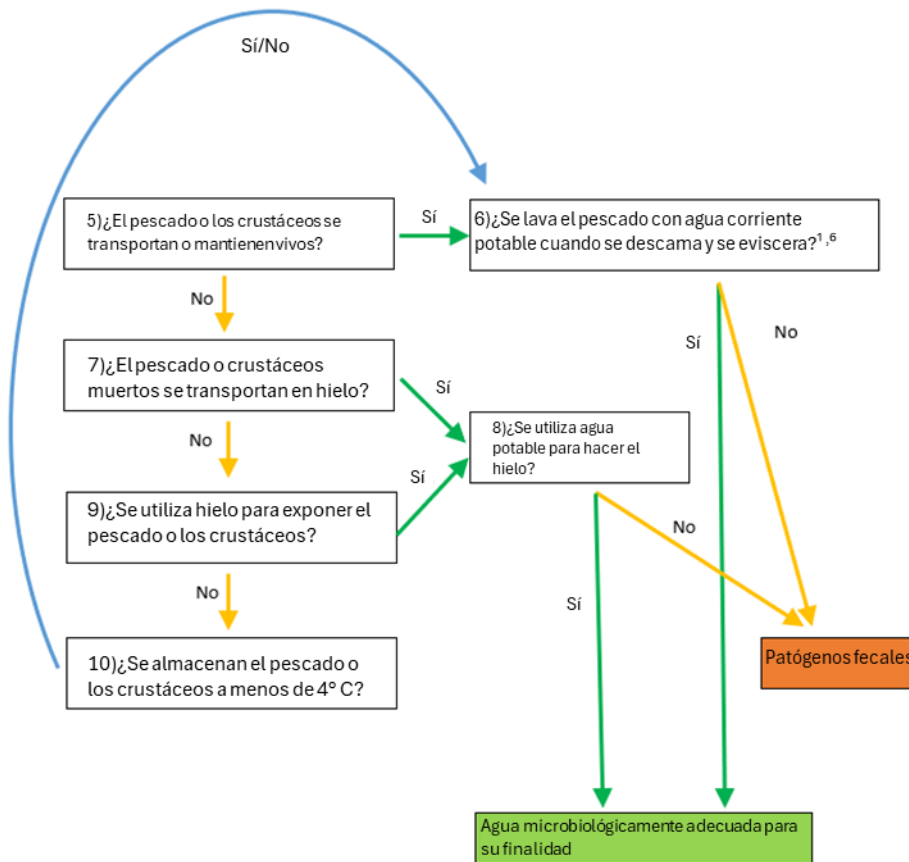 Sí/No
5)¿El pescado o los crustáceos se
transportan o mantienen vivos?
Sí
6)¿Se lava el pescado con agua corriente
potable cuando se descama y se eviscera?¹,⁶
No
7)¿El pescado o crustáceos
muertos se transportan en hielo?
Sí
Sí
No
No
8)¿Se utiliza agua
potable para hacer el
hielo?
Sí
9)¿Se utiliza hielo para exponer el
pescado o los crustáceos?
No
No
Sí
10)¿Se almacenan el pescado o
los crustáceos a menos de 4º C?
Patógenos fecales
Agua microbiológicamente adecuada para
su finalidad